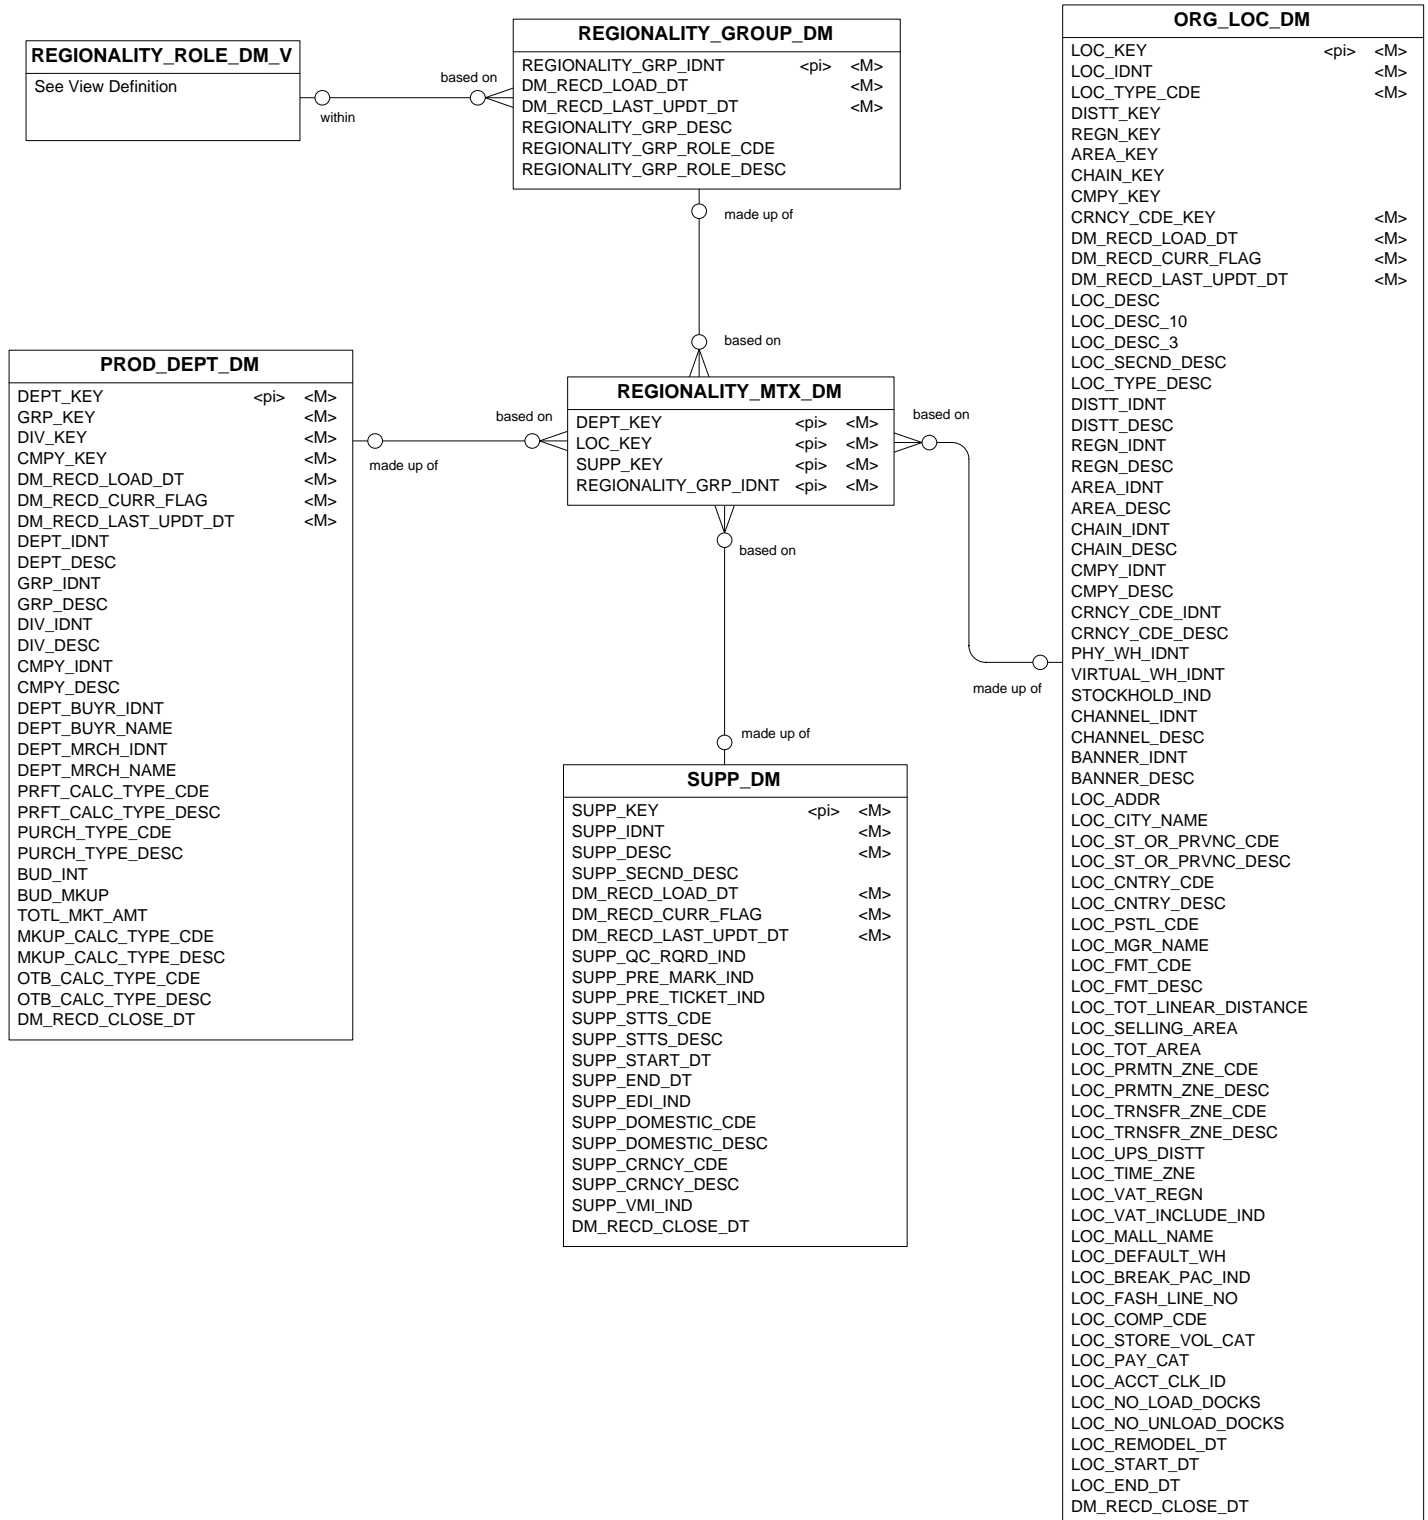 REGIONALITY_ROLE_DM_V
See View Definition
within
based on
REGIONALITY_GROUP_DM
REGIONALITY_GRP_IDNT <pi> <M>
DM_RECD_LOAD_DT <M>
DM_RECD_LAST_UPDT_DT <M>
REGIONALITY_GRP_DESC
REGIONALITY_GRP_ROLE_CDE
REGIONALITY_GRP_ROLE_DESC
made up of
based on
PROD_DEPT_DM
DEPT_KEY <pi> <M>
GRP_KEY <M>
DIV_KEY <M>
CMPY_KEY <M>
DM_RECD_LOAD_DT <M>
DM_RECD_CURR_FLAG <M>
DM_RECD_LAST_UPDT_DT <M>
DEPT_IDNT
DEPT_DESC
GRP_IDNT
GRP_DESC
DIV_IDNT
DIV_DESC
CMPY_IDNT
CMPY_DESC
DEPT_BUYR_IDNT
DEPT_BUYR_NAME
DEPT_MRCH_IDNT
DEPT_MRCH_NAME
PRFT_CALC_TYPE_CDE
PRFT_CALC_TYPE_DESC
PURCH_TYPE_CDE
PURCH_TYPE_DESC
BUD_INT
BUD_MKUP
TOTL_MKT_AMT
MKUP_CALC_TYPE_CDE
MKUP_CALC_TYPE_DESC
OTB_CALC_TYPE_CDE
OTB_CALC_TYPE_DESC
DM_RECD_CLOSE_DT
made up of
based on
REGIONALITY_MTX_DM
DEPT_KEY <pi> <M>
LOC_KEY <pi> <M>
SUPP_KEY <pi> <M>
REGIONALITY_GRP_IDNT <pi> <M>
based on
made up of
based on
made up of
SUPP_DM
SUPP_KEY <pi> <M>
SUPP_IDNT <M>
SUPP_DESC <M>
SUPP_SECND_DESC
DM_RECD_LOAD_DT <M>
DM_RECD_CURR_FLAG <M>
DM_RECD_LAST_UPDT_DT <M>
SUPP_QC_RQRD_IND
SUPP_PRE_MARK_IND
SUPP_PRE_TICKET_IND
SUPP_STTS_CDE
SUPP_STTS_DESC
SUPP_START_DT
SUPP_END_DT
SUPP_EDI_IND
SUPP_DOMESTIC_CDE
SUPP_DOMESTIC_DESC
SUPP_CRNCY_CDE
SUPP_CRNCY_DESC
SUPP_VMI_IND
DM_RECD_CLOSE_DT
ORG_LOC_DM
LOC_KEY <pi> <M>
LOC_IDNT <M>
LOC_TYPE_CDE <M>
DISTT_KEY
REGN_KEY
AREA_KEY
CHAIN_KEY
CMPY_KEY
CRNCY_CDE_KEY <M>
DM_RECD_LOAD_DT <M>
DM_RECD_CURR_FLAG <M>
DM_RECD_LAST_UPDT_DT <M>
LOC_DESC
LOC_DESC_10
LOC_DESC_3
LOC_SECND_DESC
LOC_TYPE_DESC
DISTT_IDNT
DISTT_DESC
REGN_IDNT
REGN_DESC
AREA_IDNT
AREA_DESC
CHAIN_IDNT
CHAIN_DESC
CMPY_IDNT
CMPY_DESC
CRNCY_CDE_IDNT
CRNCY_CDE_DESC
PHY_WH_IDNT
VIRTUAL_WH_IDNT
STOCKHOLD_IND
CHANNEL_IDNT
CHANNEL_DESC
BANNER_IDNT
BANNER_DESC
LOC_ADDR
LOC_CITY_NAME
LOC_ST_OR_PRVNC_CDE
LOC_ST_OR_PRVNC_DESC
LOC_CNTRY_CDE
LOC_CNTRY_DESC
LOC_PSTL_CDE
LOC_MGR_NAME
LOC_FMT_CDE
LOC_FMT_DESC
LOC_TOT_LINEAR_DISTANCE
LOC_SELLING_AREA
LOC_TOT_AREA
LOC_PRMTN_ZNE_CDE
LOC_PRMTN_ZNE_DESC
LOC_TRNSFR_ZNE_CDE
LOC_TRNSFR_ZNE_DESC
LOC_UPS_DISTT
LOC_TIME_ZNE
LOC_VAT_REGN
LOC_VAT_INCLUDE_IND
LOC_MALL_NAME
LOC_DEFAULT_WH
LOC_BREAK_PAC_IND
LOC_FASH_LINE_NO
LOC_COMP_CDE
LOC_STORE_VOL_CAT
LOC_PAY_CAT
LOC_ACCT_CLK_ID
LOC_NO_LOAD_DOCKS
LOC_NO_UNLOAD_DOCKS
LOC_REMODEL_DT
LOC_START_DT
LOC_END_DT
DM_RECD_CLOSE_DT